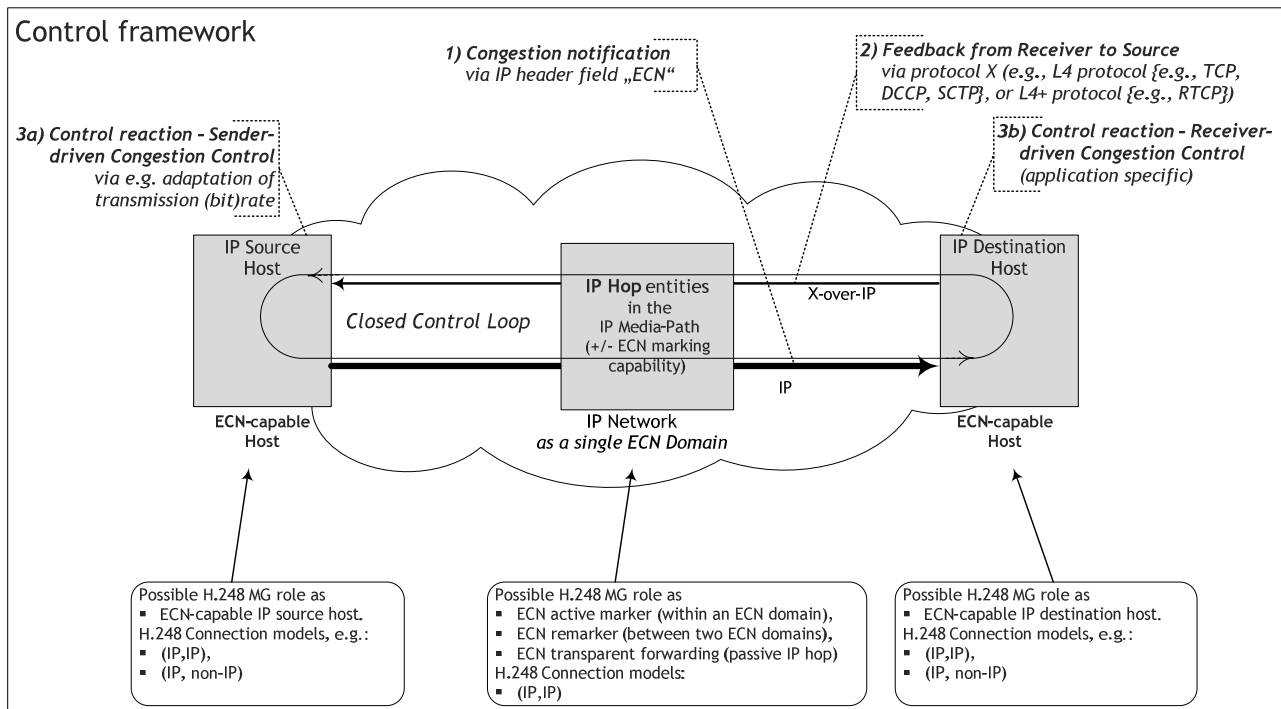 Control framework
1) Congestion notification
via IP header field „ECN“
2) Feedback from Receiver to Source
via protocol X (e.g., L4 protocol {e.g., TCP,
DCCP, SCTP}, or L4+ protocol {e.g., RTCP})
3a) Control reaction – Sender-
driven Congestion Control
via e.g. adaptation of
transmission (bit)rate
3b) Control reaction – Receiver-
driven Congestion Control
(application specific)
IP Source
Host
IP Hop entities
in the
IP Media-Path
(+/- ECN marking
capability)
IP Destination
Host
X-over-IP
Closed Control Loop
IP
ECN-capable
Host
IP Network
as a single ECN Domain
ECN-capable
Host
Possible H.248 MG role as
▪ ECN-capable IP source host.
H.248 Connection models, e.g.:
▪ (IP,IP),
▪ (IP, non-IP)
Possible H.248 MG role as
▪ ECN active marker (within an ECN domain),
▪ ECN remarker (between two ECN domains),
▪ ECN transparent forwarding (passive IP hop)
H.248 Connection models:
▪ (IP,IP)
Possible H.248 MG role as
▪ ECN-capable IP destination host.
H.248 Connection models, e.g.:
▪ (IP,IP),
▪ (IP, non-IP)